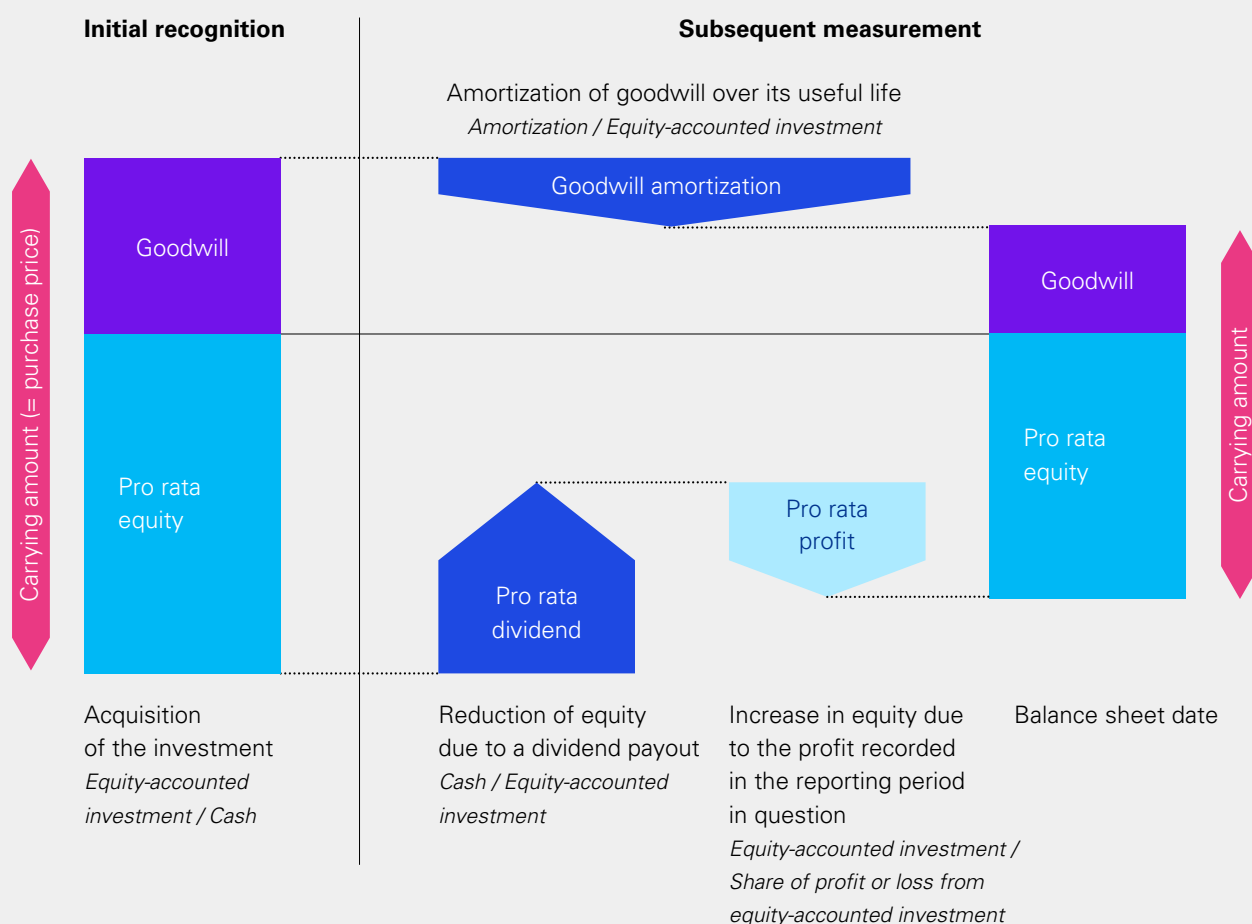 Initial recognition
Subsequent measurement
Amortization of goodwill over its useful life
Amortization / Equity-accounted investment
Carrying amount (= purchase price)
Goodwill
Goodwill amortization
Goodwill
Carrying amount
Pro rata
equity
Pro rata
dividend
Pro rata
profit
Pro rata
equity
Acquisition
of the investment
Equity-accounted
investment / Cash
Reduction of equity
due to a dividend payout
Cash / Equity-accounted
investment
Increase in equity due
to the profit recorded
in the reporting period
in question
Equity-accounted investment /
Share of profit or loss from
equity-accounted investment
Balance sheet date